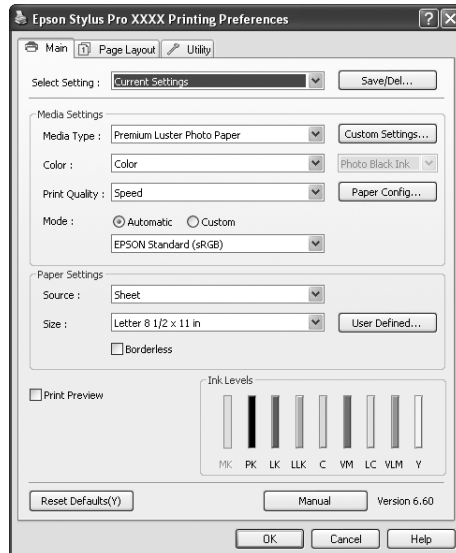 Epson Stylus Pro XXXX Printing Preferences
Main Page Layout Utility
Select Setting : Current Settings Save/Del...
Media Settings
Media Type : Premium Luster Photo Paper Custom Settings...
Color : Color Photo Black Ink
Print Quality : Speed Paper Config...
Mode : Automatic Custom
EPSON Standard (sRGB)
Paper Settings
Source : Sheet
Size : Letter 8 1/2 x 11 in User Defined...
Borderless
Print Preview
Ink Levels
MK PK LK LLK C VM LC VLM Y
Reset Defaults(Y) Manual Version 6.60
OK Cancel Help